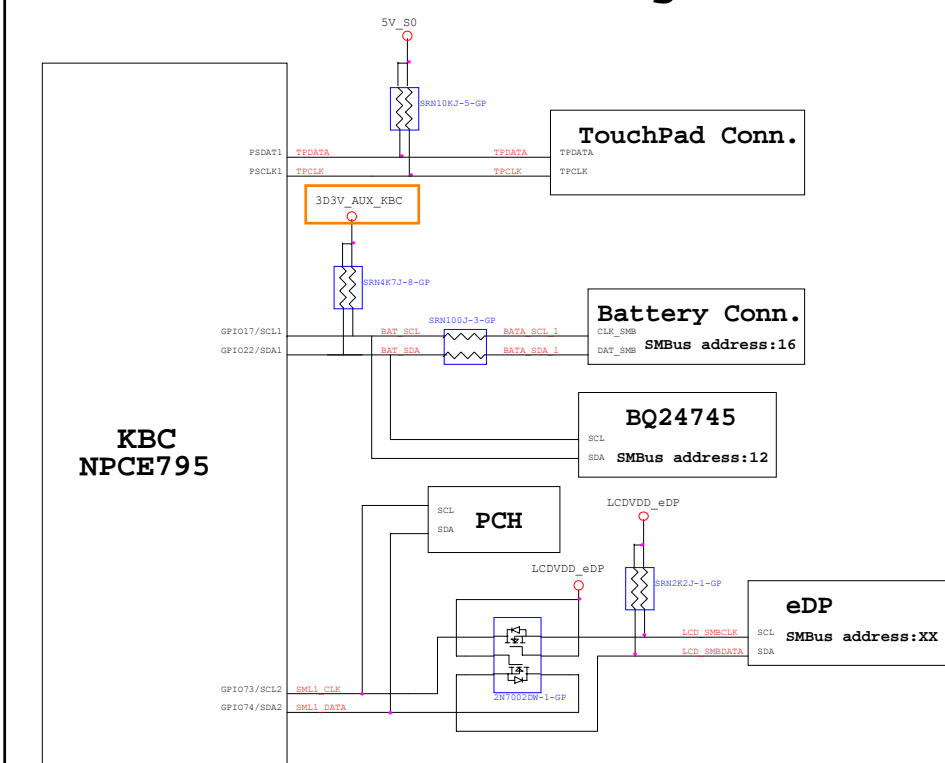 5V_S0
SRN10KJ-5-GP
TouchPad Conn.
PSDAT1 TPDATA TPDATA TPDATA
PSCLK1 TPCLK TPCLK TPCLK
3D3V_AUX_KBC
SRN4K7J-8-GP
SRN100J-3-GP
Battery Conn.
GPIO17/SCL1 BAT_SCL BATA_SCL_1 CLK_SMB
SMBus address:16
GPIO22/SDA1 BAT_SDA BATA_SDA_1 DAT_SMB
BQ24745
SCL
SDA SMBus address:12
KBC
NPCE795
SCL
PCH
SDA
LCDVDD_eDP
LCDVDD_eDP
SRN2K2J-1-GP
eDP
LCD_SMBCLK SCL
SMBus address:XX
LCD_SMBDATA SDA
GPIO73/SCL2 SML1_CLK
2N7002DW-1-GP
GPIO74/SDA2 SML1_DATA